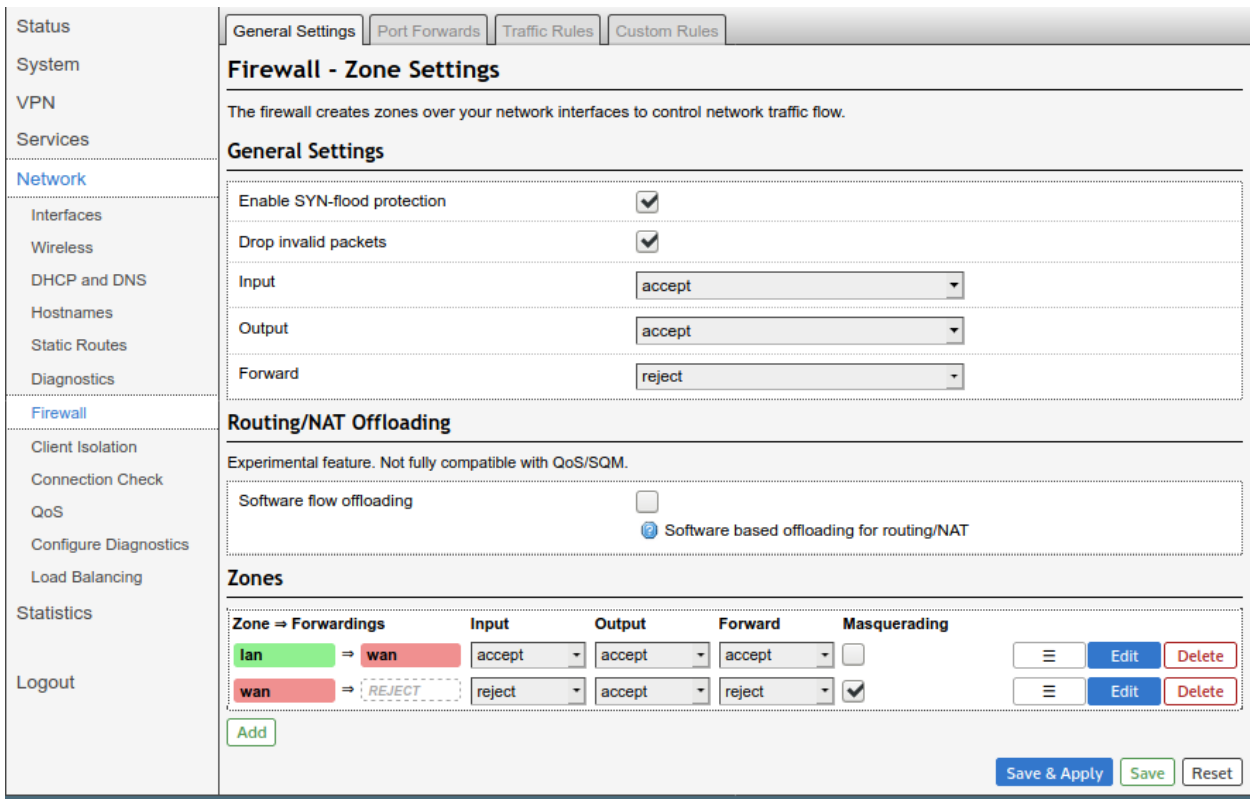 Status
System
VPN
Services
Network
Interfaces
Wireless
DHCP and DNS
Hostnames
Static Routes
Diagnostics
Firewall
Client Isolation
Connection Check
QoS
Configure Diagnostics
Load Balancing
Statistics
Logout
General Settings Port Forwards Traffic Rules Custom Rules
Firewall - Zone Settings
The firewall creates zones over your network interfaces to control network traffic flow.
General Settings
Enable SYN-flood protection
Drop invalid packets
Input accept
Output accept
Forward reject
Routing/NAT Offloading
Experimental feature. Not fully compatible with QoS/SQM.
Software flow offloading
Software based offloading for routing/NAT
Zones
Zone ⇒ Forwardings Input Output Forward Masquerading
lan ⇒ wan accept accept accept ☰ Edit Delete
wan ⇒ REJECT reject accept reject ☰ Edit Delete
Add
Save & Apply Save Reset